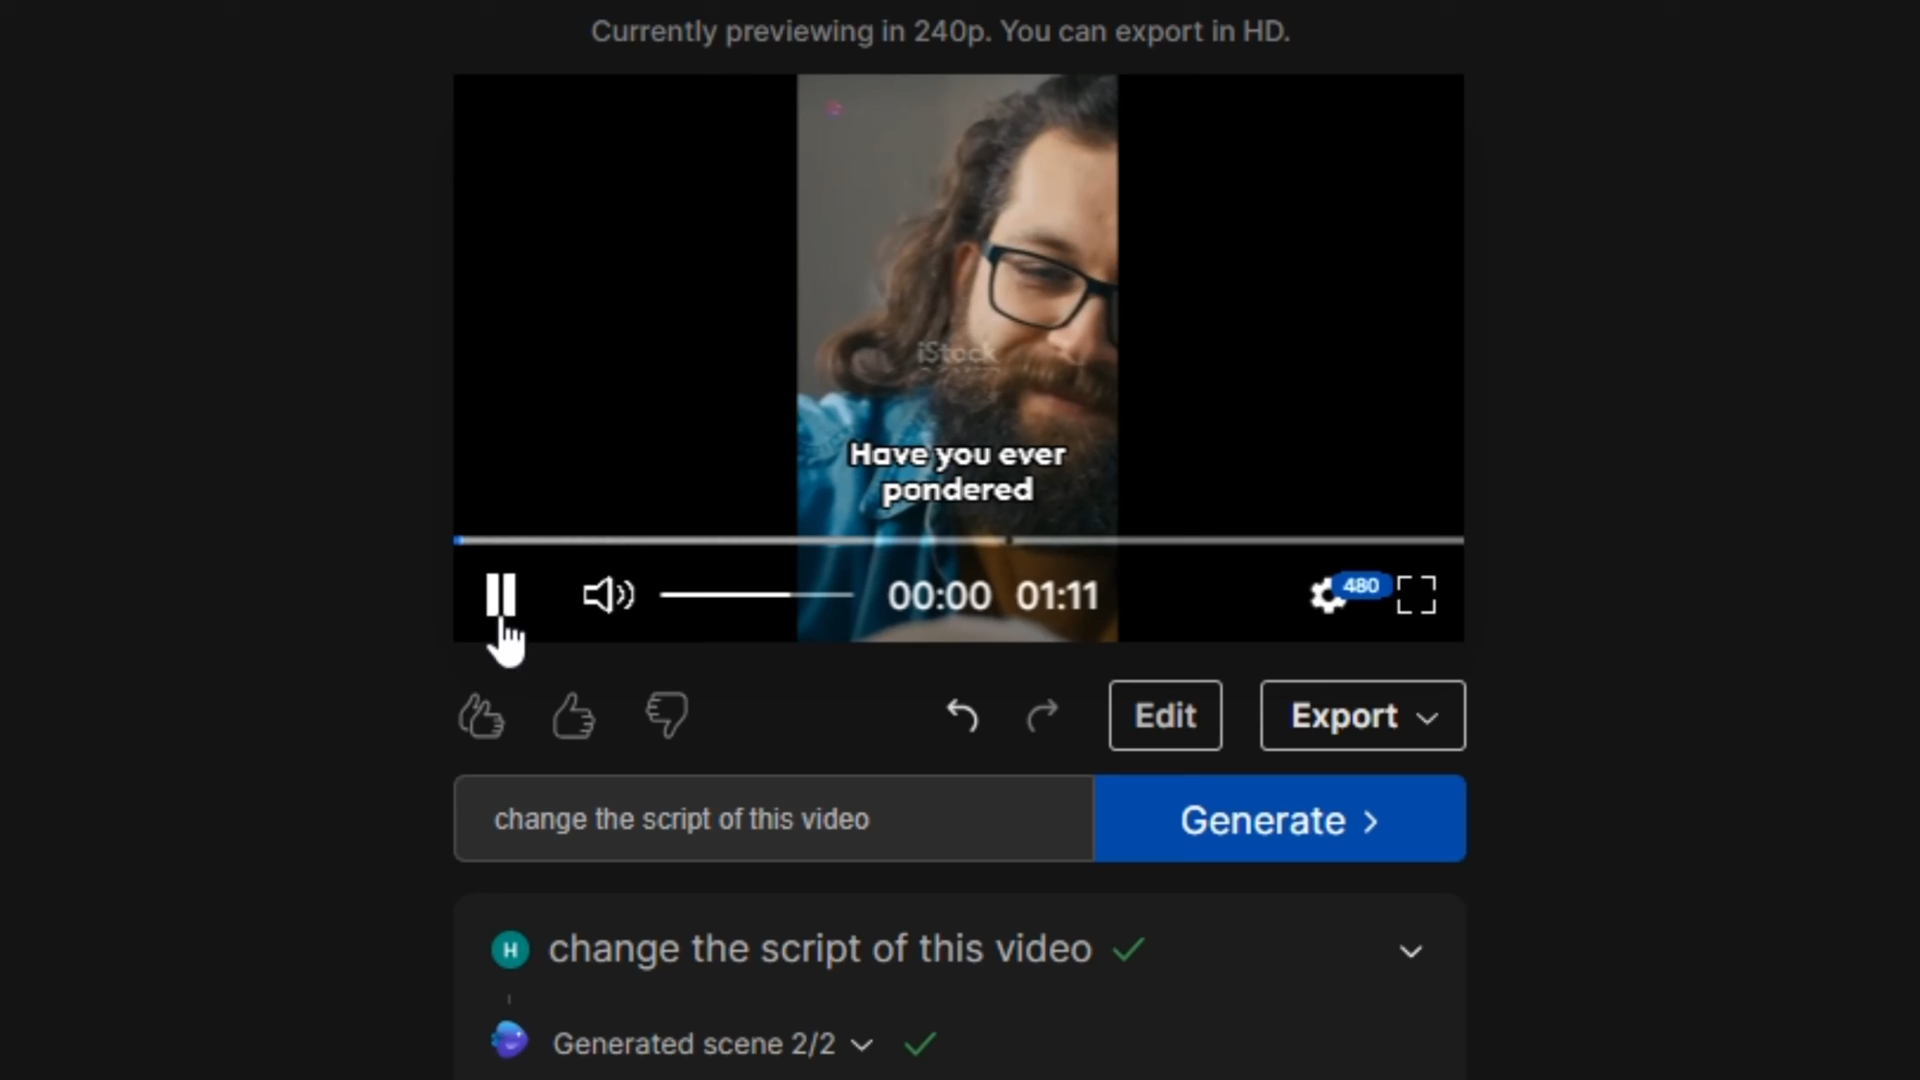 Currently previewing in 240p. You can export in HD.
iStock
Have you ever
pondered
00:00 01:11
480
Edit
Export
change the script of this video
Generate
H
change the script of this video
Generated scene 2/2